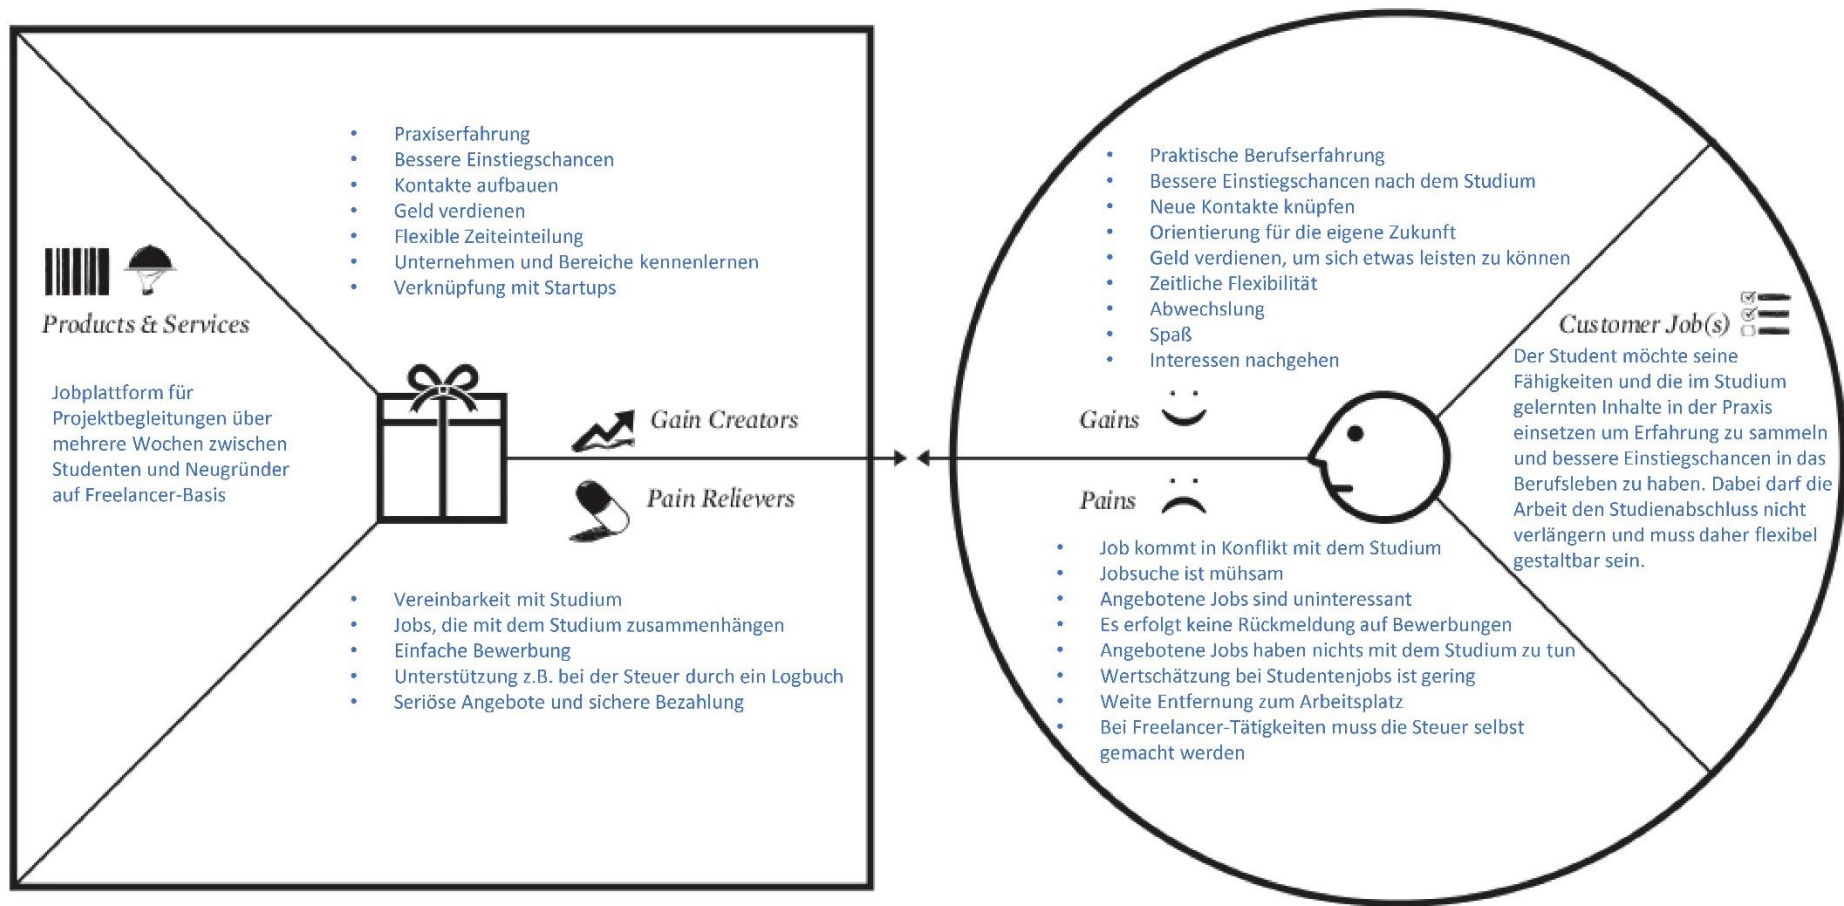 • Praxiserfahrung
• Bessere Einstiegschancen
• Kontakte aufbauen
• Geld verdienen
• Flexible Zeiteinteilung
• Unternehmen und Bereiche kennenlernen
• Verknüpfung mit Startups
Products & Services
Jobplattform für
Projektbegleitungen über
mehrere Wochen zwischen
Studenten und Neugründer
auf Freelancer-Basis
Gain Creators
Pain Relievers
• Vereinbarkeit mit Studium
• Jobs, die mit dem Studium zusammenhängen
• Einfache Bewerbung
• Unterstützung z.B. bei der Steuer durch ein Logbuch
• Seriöse Angebote und sichere Bezahlung
• Praktische Berufserfahrung
• Bessere Einstiegschancen nach dem Studium
• Neue Kontakte knüpfen
• Orientierung für die eigene Zukunft
• Geld verdienen, um sich etwas leisten zu können
• Zeitliche Flexibilität
• Abwechslung
• Spaß
• Interessen nachgehen
Gains
Pains
• Job kommt in Konflikt mit dem Studium
• Jobsuche ist mühsam
• Angebotene Jobs sind uninteressant
• Es erfolgt keine Rückmeldung auf Bewerbungen
• Angebotene Jobs haben nichts mit dem Studium zu tun
• Wertschätzung bei Studentenjobs ist gering
• Weite Entfernung zum Arbeitsplatz
• Bei Freelancer-Tätigkeiten muss die Steuer selbst
gemacht werden
Customer Job(s)
Der Student möchte seine
Fähigkeiten und die im Studium
gelernten Inhalte in der Praxis
einsetzen um Erfahrung zu sammeln
und bessere Einstiegschancen in das
Berufsleben zu haben. Dabei darf die
Arbeit den Studienabschluss nicht
verlängern und muss daher flexibel
gestaltbar sein.